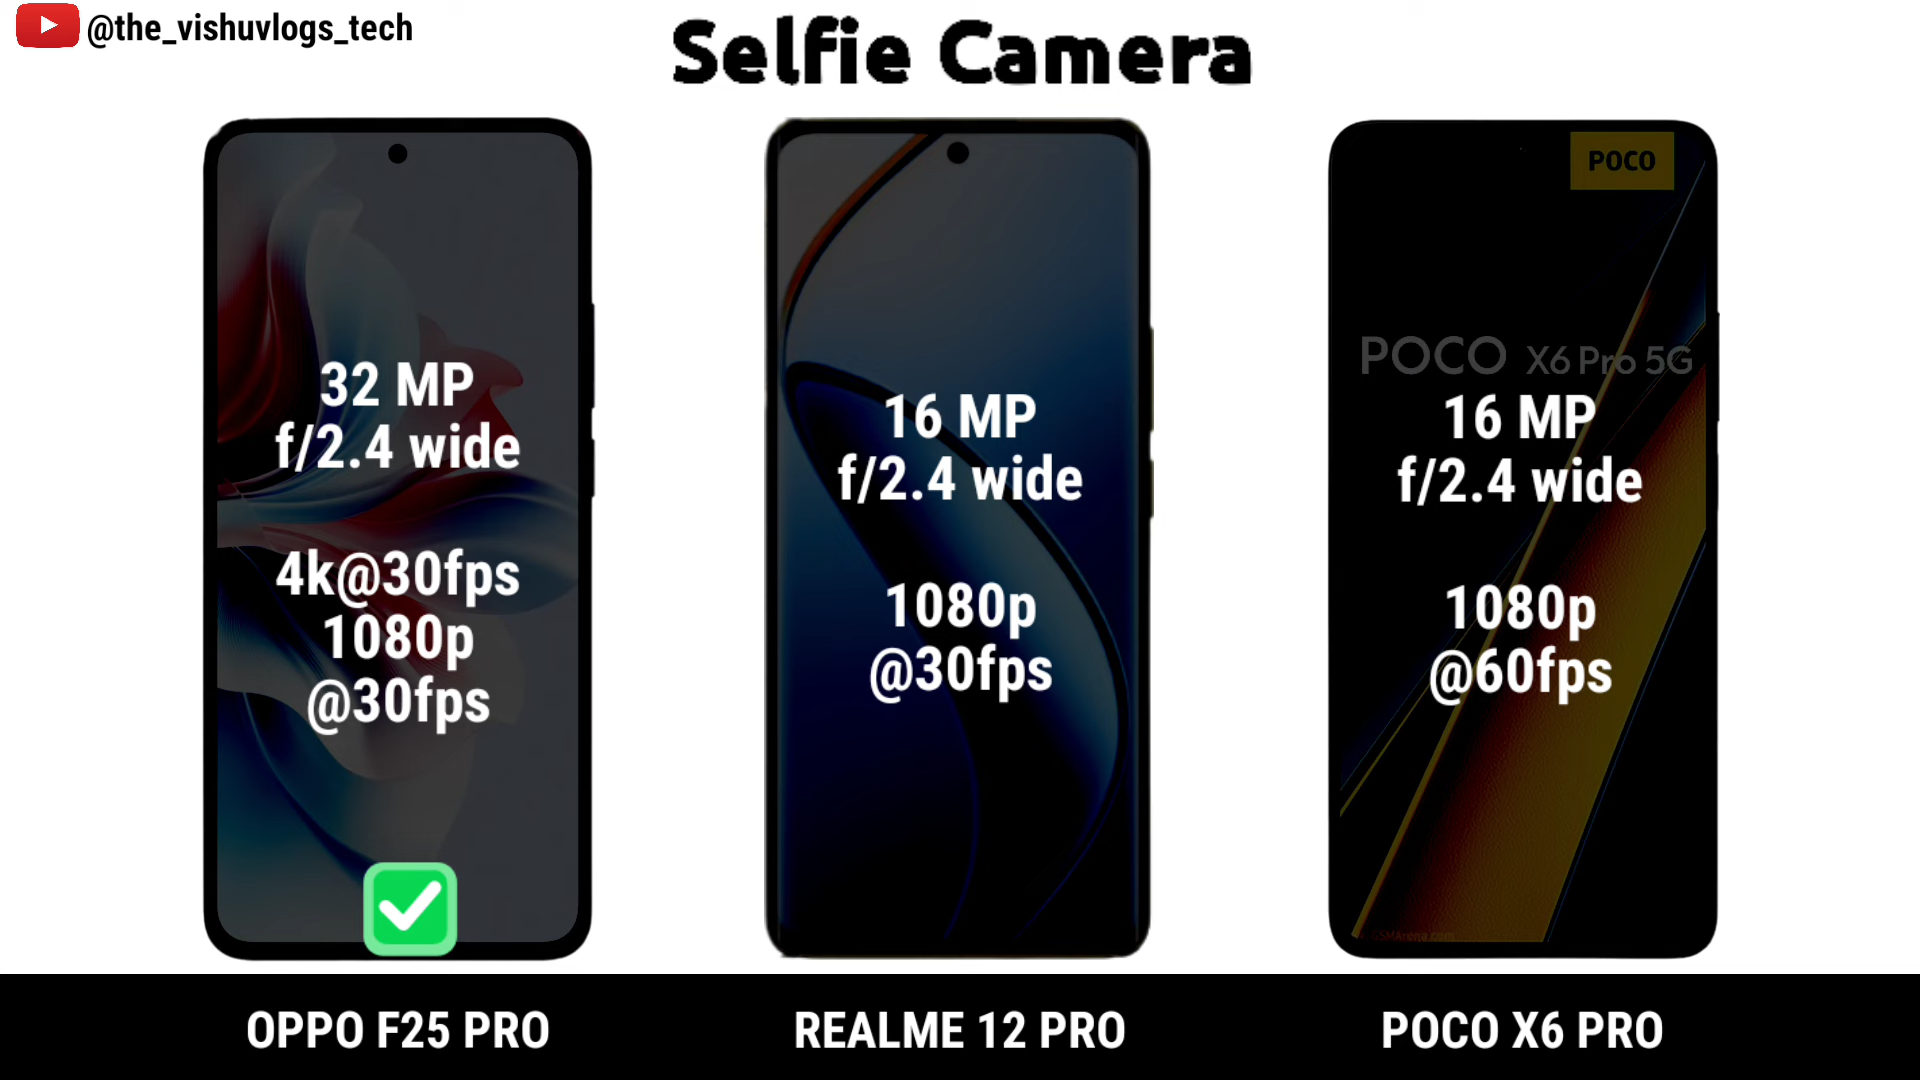 @the_vishuvlogs_tech
Selfie Camera
32 MP
f/2.4 wide
4k@30fps
1080p
@30fps
16 MP
f/2.4 wide
1080p
@30fps
POCO
POCO X6 Pro 5G
16 MP
f/2.4 wide
1080p
@60fps
GSMArena.com
OPPO F25 PRO
REALME 12 PRO
POCO X6 PRO